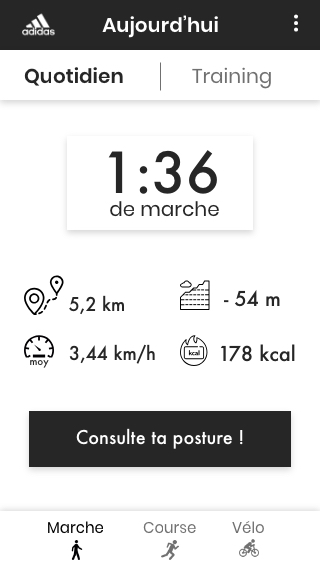 adidas
Aujourd'hui
Quotidien
Training
1:36
de marche
5,2 km
- 54 m
moy
3,44 km/h
kcal
178 kcal
Consulte ta posture !
Marche
Course
Vélo